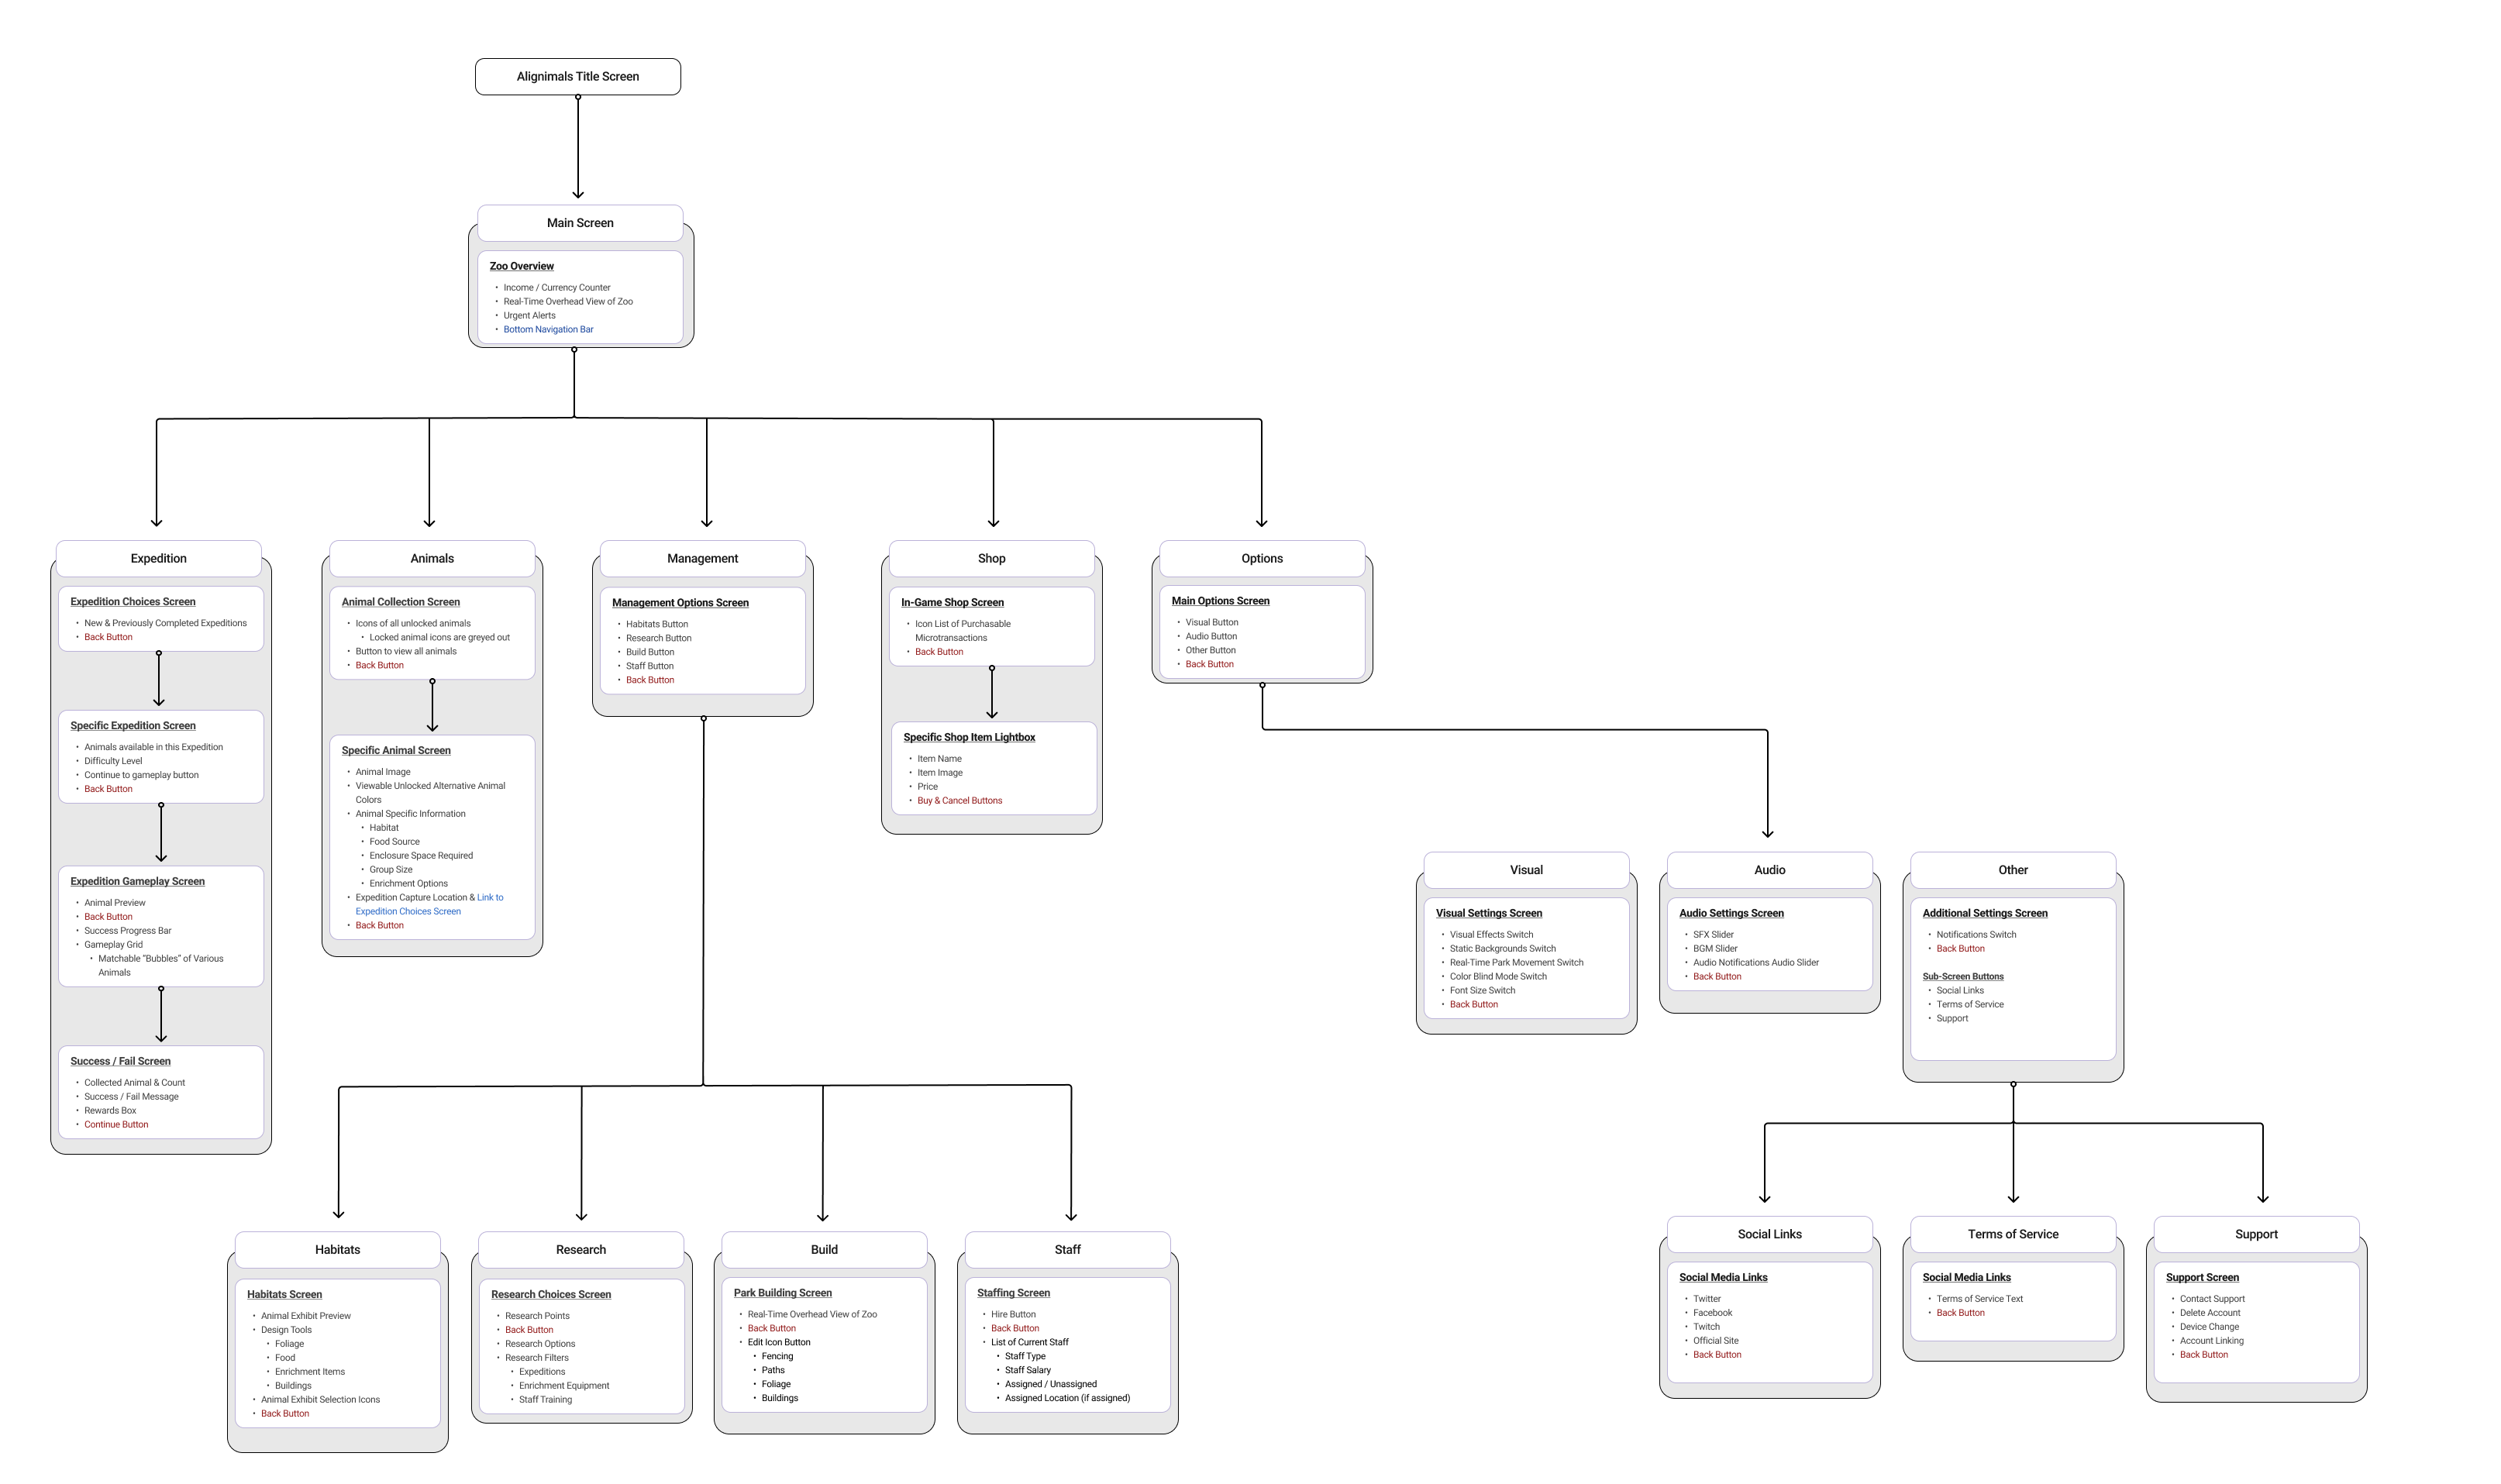 Alignimals Title Screen
Main Screen
Zoo Overview
• Income / Currency Counter
• Real-Time Overhead View of Zoo
• Urgent Alerts
• Bottom Navigation Bar
Expedition
Expedition Choices Screen
• New & Previously Completed Expeditions
• Back Button
Specific Expedition Screen
• Animals available in this Expedition
• Difficulty Level
• Continue to gameplay button
• Back Button
Expedition Gameplay Screen
• Animal Preview
• Back Button
• Success Progress Bar
• Gameplay Grid
• Matchable “Bubbles” of Various
Animals
Success / Fail Screen
• Collected Animal & Count
• Success / Fail Message
• Rewards Box
• Continue Button
Animals
Animal Collection Screen
• Icons of all unlocked animals
• Locked animal icons are greyed out
• Button to view all animals
• Back Button
Specific Animal Screen
• Animal Image
• Viewable Unlocked Alternative Animal
Colors
• Animal Specific Information
• Habitat
• Food Source
• Enclosure Space Required
• Group Size
• Enrichment Options
• Expedition Capture Location & Link to
Expedition Choices Screen
• Back Button
Management
Management Options Screen
• Habitats Button
• Research Button
• Build Button
• Staff Button
• Back Button
Shop
In-Game Shop Screen
• Icon List of Purchasable
Microtransactions
• Back Button
Specific Shop Item Lightbox
• Item Name
• Item Image
• Price
• Buy & Cancel Buttons
Options
Main Options Screen
• Visual Button
• Audio Button
• Other Button
• Back Button
Visual
Visual Settings Screen
• Visual Effects Switch
• Static Backgrounds Switch
• Real-Time Park Movement Switch
• Color Blind Mode Switch
• Font Size Switch
• Back Button
Audio
Audio Settings Screen
• SFX Slider
• BGM Slider
• Audio Notifications Audio Slider
• Back Button
Other
Additional Settings Screen
• Notifications Switch
• Back Button
Sub-Screen Buttons
• Social Links
• Terms of Service
• Support
Habitats
Habitats Screen
• Animal Exhibit Preview
• Design Tools
• Foliage
• Food
• Enrichment Items
• Buildings
• Animal Exhibit Selection Icons
• Back Button
Research
Research Choices Screen
• Research Points
• Back Button
• Research Options
• Research Filters
• Expeditions
• Enrichment Equipment
• Staff Training
Build
Park Building Screen
• Real-Time Overhead View of Zoo
• Back Button
• Edit Icon Button
• Fencing
• Paths
• Foliage
• Buildings
Staff
Staffing Screen
• Hire Button
• Back Button
• List of Current Staff
• Staff Type
• Staff Salary
• Assigned / Unassigned
• Assigned Location (if assigned)
Social Links
Social Media Links
• Twitter
• Facebook
• Twitch
• Official Site
• Back Button
Terms of Service
Social Media Links
• Terms of Service Text
• Back Button
Support
Support Screen
• Contact Support
• Delete Account
• Device Change
• Account Linking
• Back Button